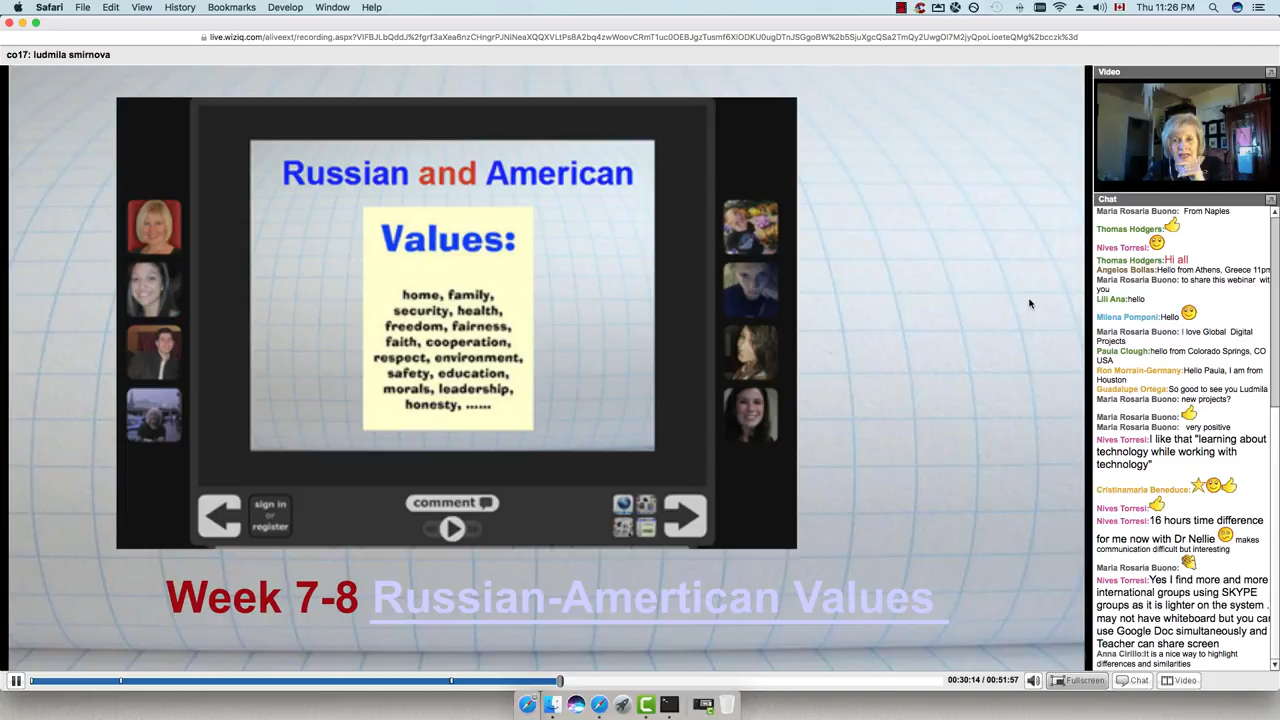 Safari File Edit View History Bookmarks Develop Window Help
Thu 11:26 PM
co17: ludmila smirnova
Russian and American
Values:
home, family,
security, health,
freedom, fairness,
faith, cooperation,
respect, environment,
safety, education,
morals, leadership,
honesty, ......
sign in
or
register
comment
Week 7-8 Russian-American Values
Video
Chat
Maria Rosaria Buono: From Naples
Thomas Hodgers:
Nives Torresi:
Thomas Hodgers:Hi all
Angelos Bollas:Hello from Athens, Greece 11pm
Maria Rosaria Buono: to share this webinar wit
you
Lili Ana:hello
Milena Pomponi:Hello
Maria Rosaria Buono: I love Global Digital
Projects
Paula Clough:hello from Colorado Springs, CO
USA
Ron Morrain-Germany:Hello Paula, I am from
Houston
Guadalupe Ortega:So good to see you Ludmila
Maria Rosaria Buono: new projects?
Maria Rosaria Buono:
Maria Rosaria Buono: very positive
Nives Torresi:I like that "learning about
technology while working with
technology"
Cristinamaria Beneduce:
Nives Torresi:
Nives Torresi:16 hours time difference
for me now with Dr Nellie makes
communication difficult but interesting
Maria Rosaria Buono:
Nives Torresi:Yes I find more and more
international groups using SKYPE
groups as it is lighter on the system .
may not have whiteboard but you can
use Google Doc simultaneously and
Teacher can share screen
Anna Cirillo:It is a nice way to highlight
differences and similarities
00:30:14 / 00:51:57
Fullscreen
Chat
Video